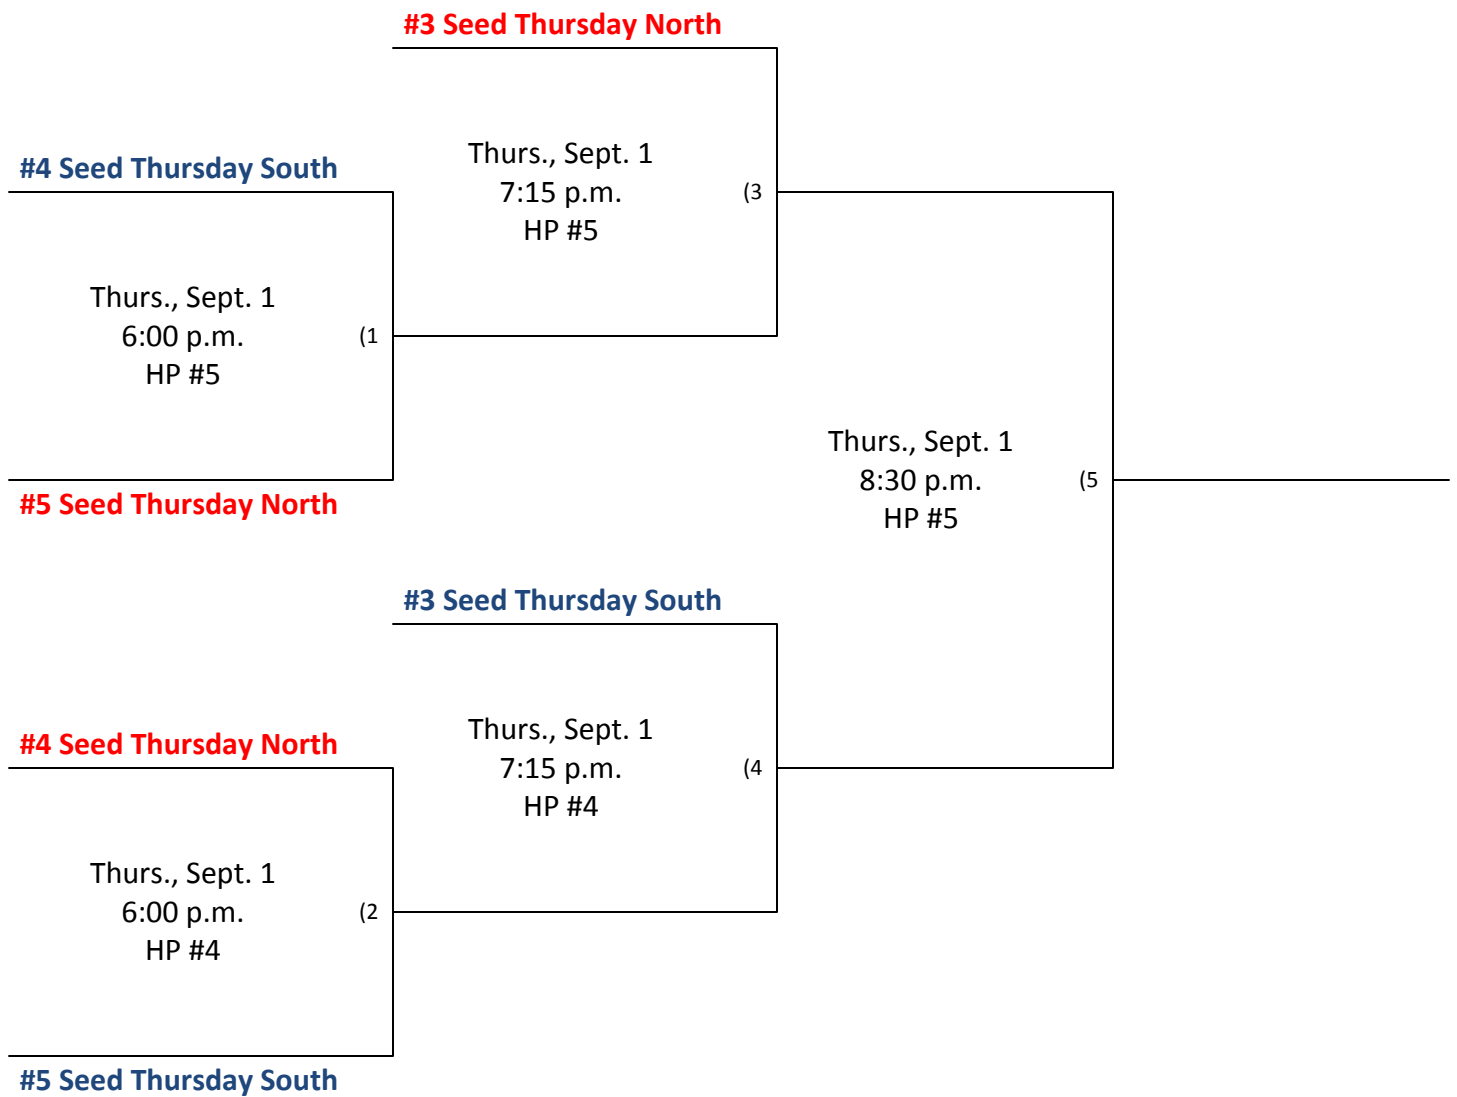 #3 Seed Thursday North
Thurs., Sept. 1
7:15 p.m.
HP #5
(3
#4 Seed Thursday South
Thurs., Sept. 1
6:00 p.m.
HP #5
(1
#5 Seed Thursday North
Thurs., Sept. 1
8:30 p.m.
HP #5
(5
#3 Seed Thursday South
Thurs., Sept. 1
7:15 p.m.
HP #4
(4
#4 Seed Thursday North
Thurs., Sept. 1
6:00 p.m.
HP #4
(2
#5 Seed Thursday South